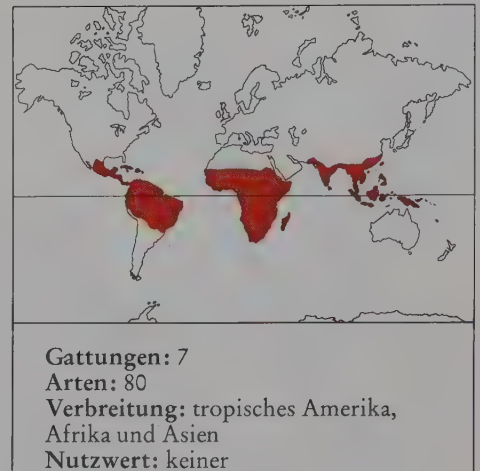 Gattungen: 7
Arten: 80
Verbreitung: tropisches Amerika,
Afrika und Asien
Nutzwert: keiner